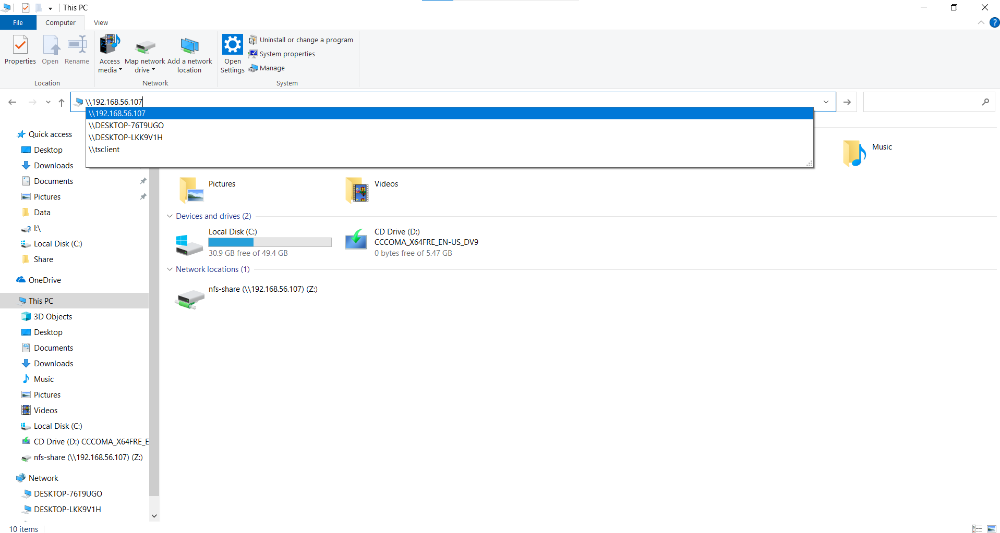 This PC
File
Computer
View
?
Properties
Open
Rename
Access
media
Map network
drive
Add a network
location
Open
Settings
Uninstall or change a program
System properties
Manage
Location
Network
System
\\192.168.56.107
\\192.168.56.107
\\DESKTOP-76T9UGO
\\DESKTOP-LKK9V1H
\\tsclient
Quick access
Desktop
Downloads
Documents
Pictures
Data
I:\
Local Disk (C:)
Share
OneDrive
This PC
3D Objects
Desktop
Documents
Downloads
Music
Pictures
Videos
Local Disk (C:)
CD Drive (D:) CCCOMA_X64FRE_E
nfs-share (\\192.168.56.107) (Z:)
Network
DESKTOP-76T9UGO
DESKTOP-LKK9V1H
Music
Pictures
Videos
Devices and drives (2)
Local Disk (C:)
30.9 GB free of 49.4 GB
CD Drive (D:)
CCCOMA_X64FRE_EN-US_DV9
0 bytes free of 5.47 GB
Network locations (1)
nfs-share (\\192.168.56.107) (Z:)
10 items